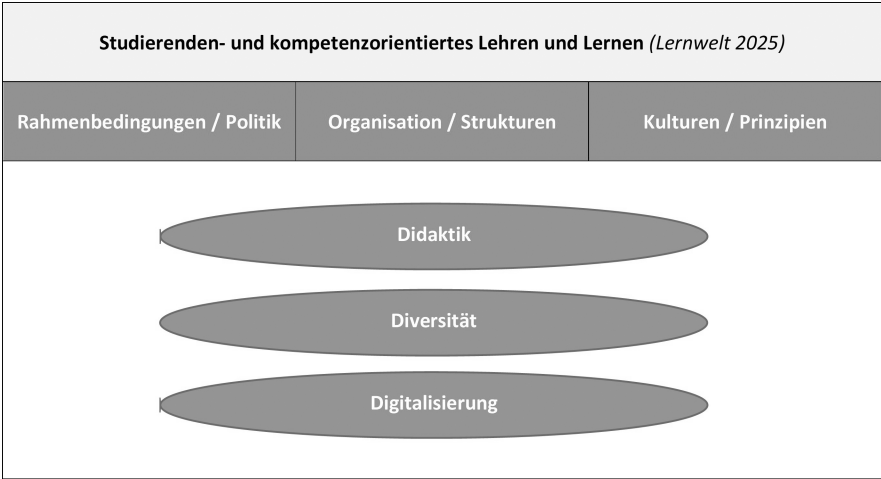 Studierenden- und kompetenzorientiertes Lehren und Lernen (Lernwelt 2025)
Rahmenbedingungen / Politik
Organisation / Strukturen
Kulturen / Prinzipien
Didaktik
Diversität
Digitalisierung